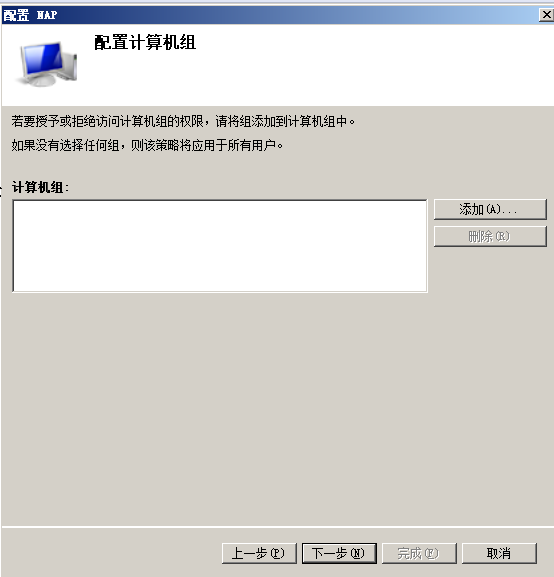 配置 NAP
配置计算机组
若要授予或拒绝访问计算机组的权限，请将组添加到计算机组中。
如果没有选择任何组，则该策略将应用于所有用户。
计算机组:
添加(A)...
删除(R)
上一步(P)
下一步(N)
完成(F)
取消